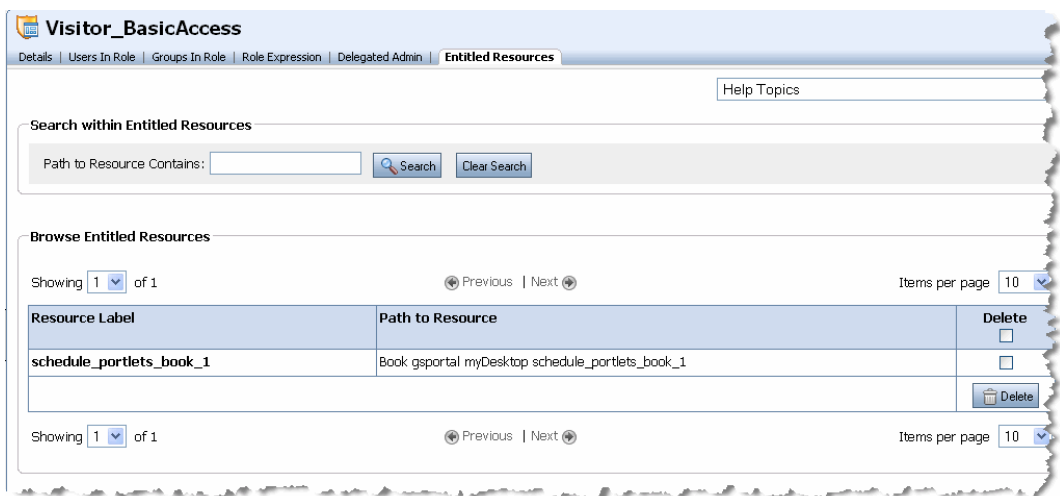 Visitor_BasicAccess
Details | Users In Role | Groups In Role | Role Expression | Delegated Admin | Entitled Resources
Help Topics
Search within Entitled Resources
Path to Resource Contains: Search Clear Search
Browse Entitled Resources
Showing 1 of 1 Previous | Next Items per page 10
Resource Label Path to Resource Delete
schedule_portlets_book_1 Book gsportal myDesktop schedule_portlets_book_1
Delete
Showing 1 of 1 Previous | Next Items per page 10